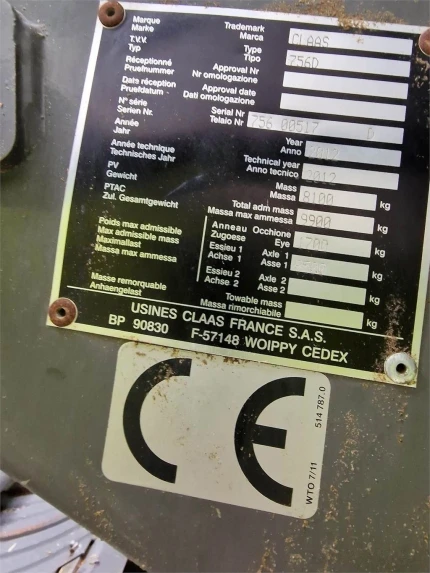 Marque Trademark
Marke Marca CLAAS
T.V.V. Type
Typ Tipo 756D
Réceptionné Approval Nr
Pruefnummer Nr omologazione
Date réception Approval date
Pruefdatum Dati omologazione
N° série Serial Nr
Serien Nr. Telaio Nr 756 00517 D
Année Year
Jahr Anno
Année technique Technical year
Technisches Jahr Anno tecnico 2012
PV Mass
Gewicht Massa 8100 kg
PTAC Total adm mass
Zul. Gesamtgewicht Massa max ammessa 9900 kg
Poids max admissible Anneau Occhione
Max admissible mass Zugoese Eye 1700 kg
Maximallast Essieu 1 Axle 1
Massa max ammessa Achse 1 Asse 1 kg
Essieu 2 Axle 2
Achse 2 Asse 2 kg
Masse remorquable Towable mass
Anhaengelast Massa rimorchiabile kg
USINES CLAAS FRANCE S.A.S.
BP 90830 F-57148 WOIPPY CEDEX
CE
WTO 7/11 514 787.0